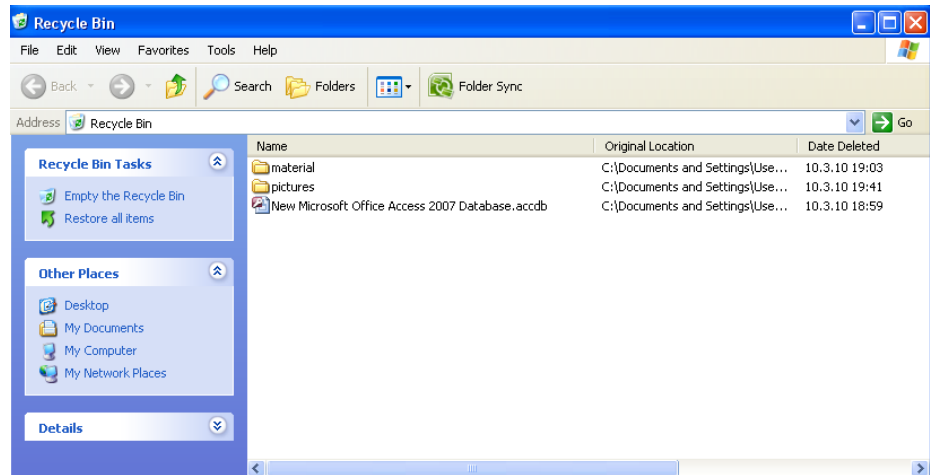 Recycle Bin
File Edit View Favorites Tools Help
Back Search Folders Folder Sync
Address Recycle Bin Go
Recycle Bin Tasks
Empty the Recycle Bin
Restore all items
Other Places
Desktop
My Documents
My Computer
My Network Places
Details
Name Original Location Date Deleted
material C:\Documents and Settings\Use... 10.3.10 19:03
pictures C:\Documents and Settings\Use... 10.3.10 19:41
New Microsoft Office Access 2007 Database.accdb C:\Documents and Settings\Use... 10.3.10 18:59